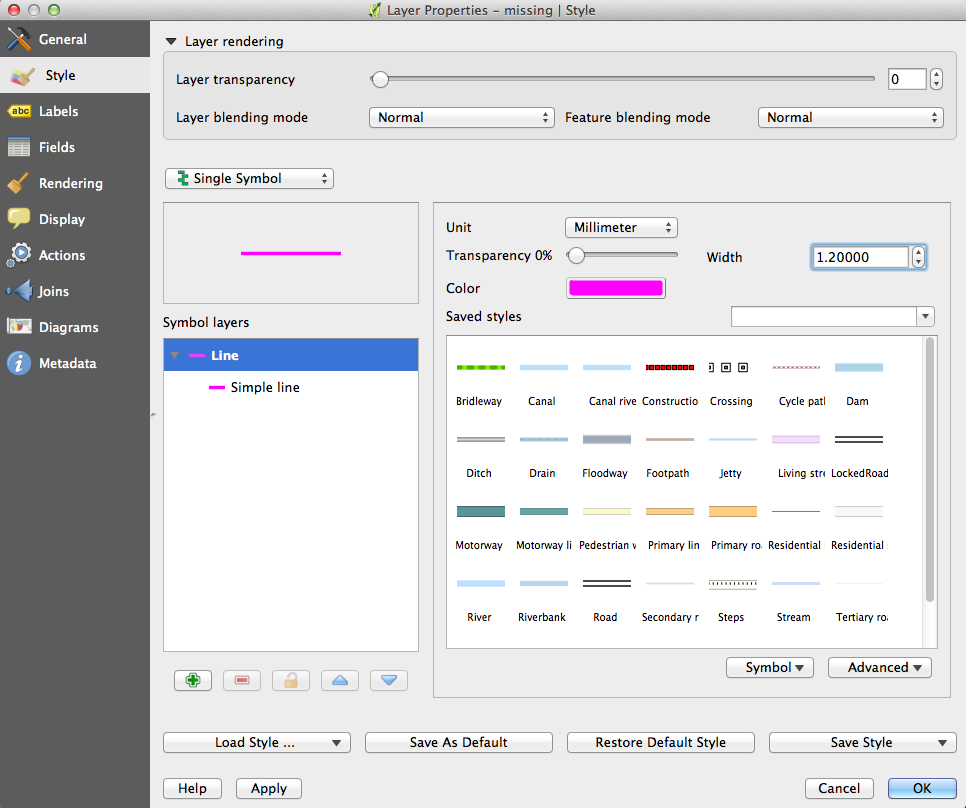 Layer Properties – missing | Style
General
Style
abc Labels
Fields
Rendering
Display
Actions
Joins
Diagrams
Metadata
Layer rendering
Layer transparency 0
Layer blending mode Normal Feature blending mode Normal
Single Symbol
Unit Millimeter
Transparency 0% Width 1.20000
Color
Saved styles
Symbol layers
Line
Simple line
Bridleway Canal Canal rive Constructio Crossing Cycle patl Dam
Ditch Drain Floodway Footpath Jetty Living stre LockedRoad
Motorway Motorway li Pedestrian v Primary lin Primary roa Residential Residential
River Riverbank Road Secondary r Steps Stream Tertiary roa
Symbol Advanced
Load Style ... Save As Default Restore Default Style Save Style
Help Apply Cancel OK